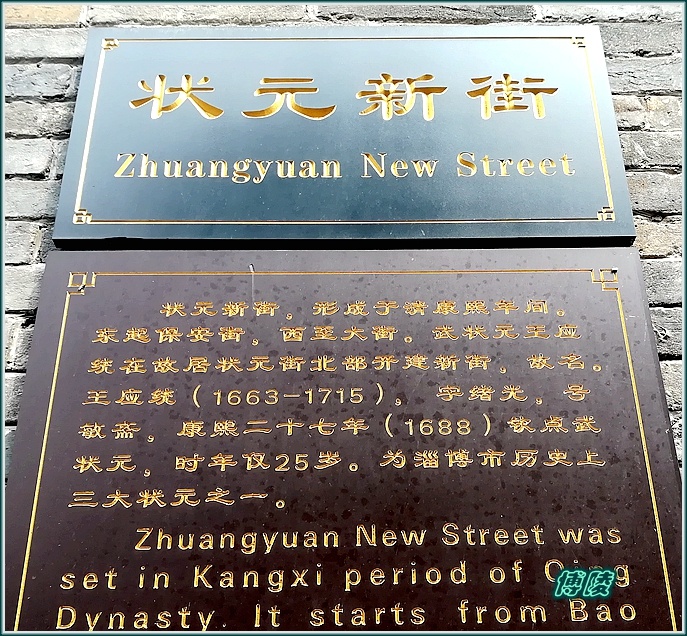 状元新街
Zhuangyuan New Street
状元新街，形成于清康熙年间。
东起保安街，西至大街。武状元王应
统在故居状元街北部开建新街，故名。
王应统（1663-1715），字绪光，号
敏斋，康熙二十七年（1688）钦点武
状元，时年仅25岁。为淄博市历史上
三大状元之一。
Zhuangyuan New Street was
set in Kangxi period of Qing
Dynasty. It starts from Bao
博陵